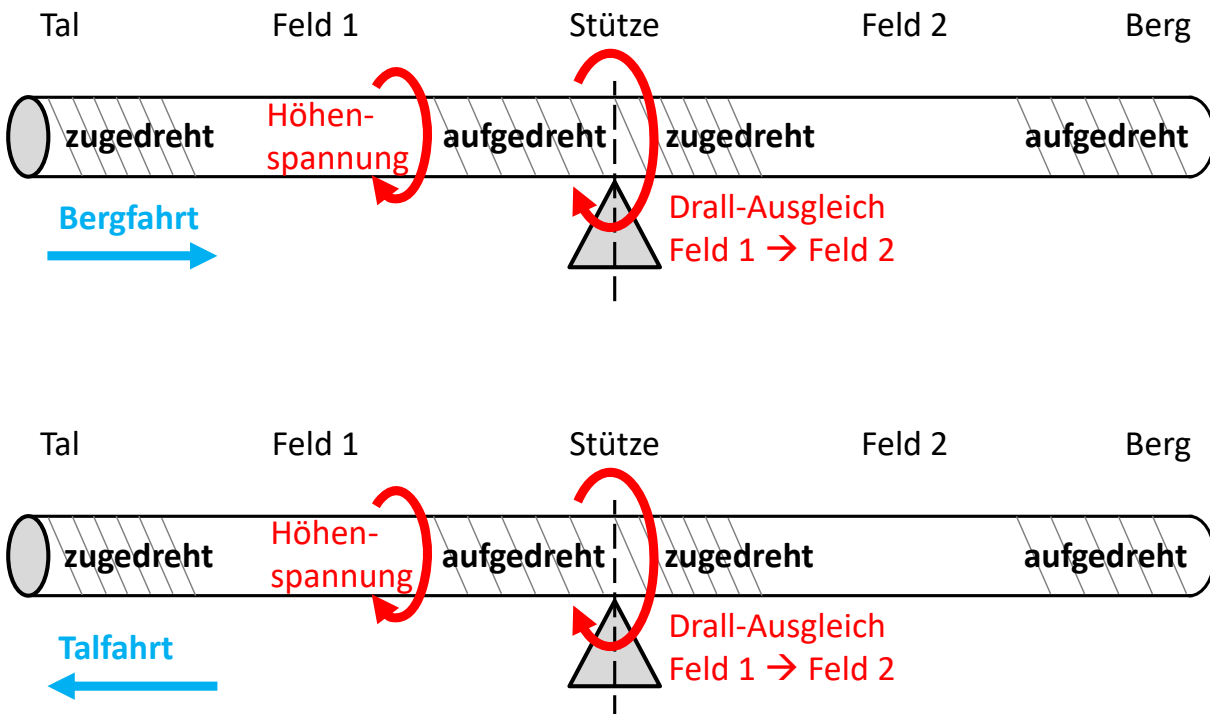 Tal Feld 1 Stütze Feld 2 Berg
Höhen-
spannung
zugedreht aufgedreht zugedreht aufgedreht
Bergfahrt
Drall-Ausgleich
Feld 1 → Feld 2
Tal Feld 1 Stütze Feld 2 Berg
Höhen-
spannung
zugedreht aufgedreht zugedreht aufgedreht
Talfahrt
Drall-Ausgleich
Feld 1 → Feld 2